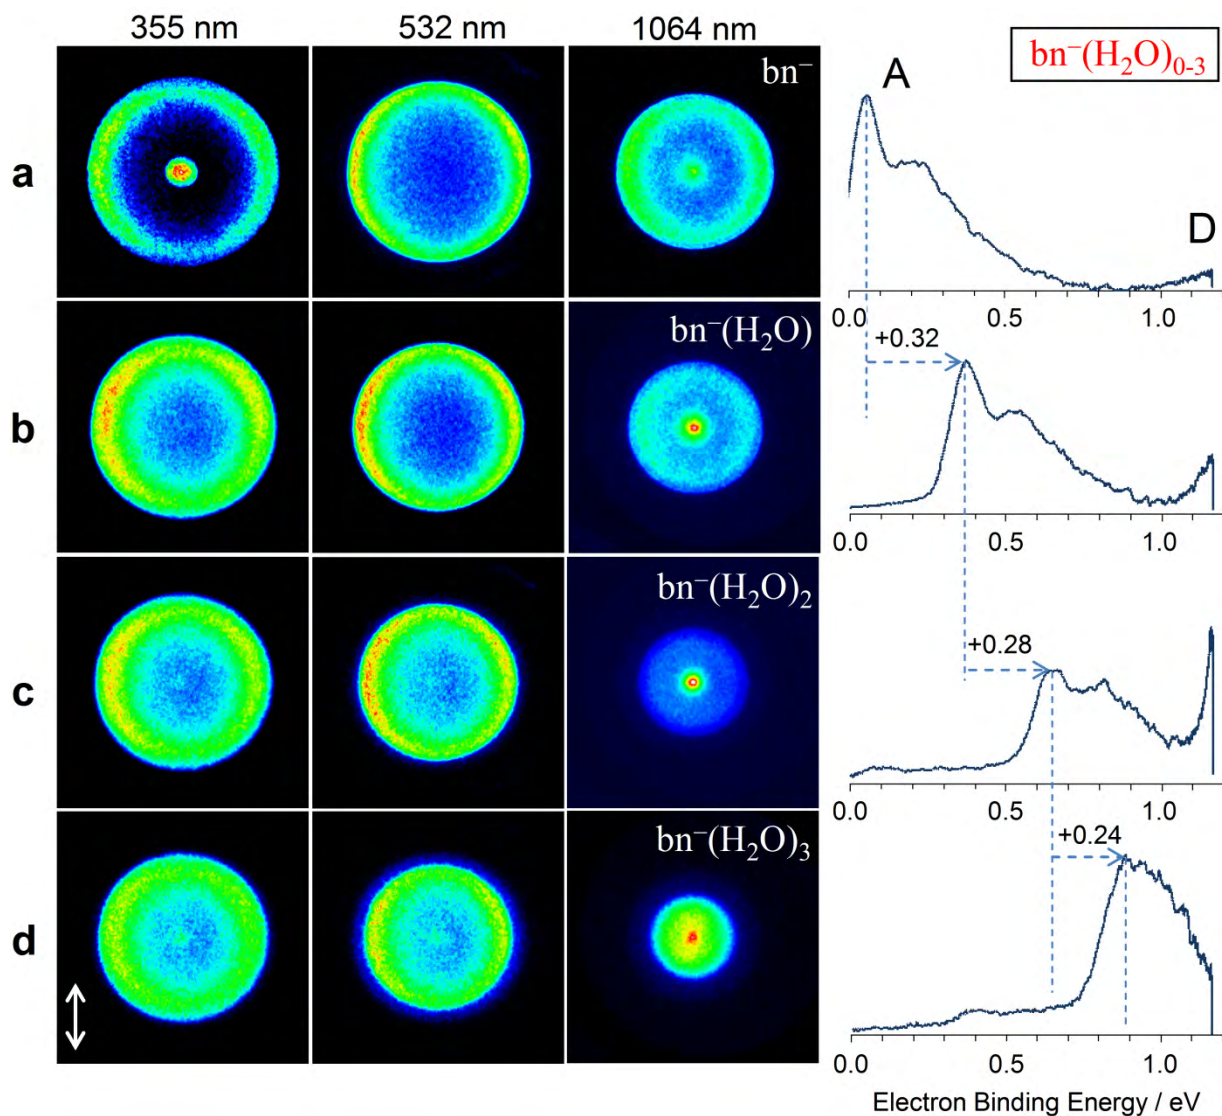 355 nm 532 nm 1064 nm
bn⁻(H₂O)₀₋₃
a
bn⁻
A
D
0.0 0.5 1.0
b
bn⁻(H₂O)
+0.32
0.0 0.5 1.0
c
bn⁻(H₂O)₂
+0.28
0.0 0.5 1.0
d
bn⁻(H₂O)₃
+0.24
0.0 0.5 1.0
Electron Binding Energy / eV